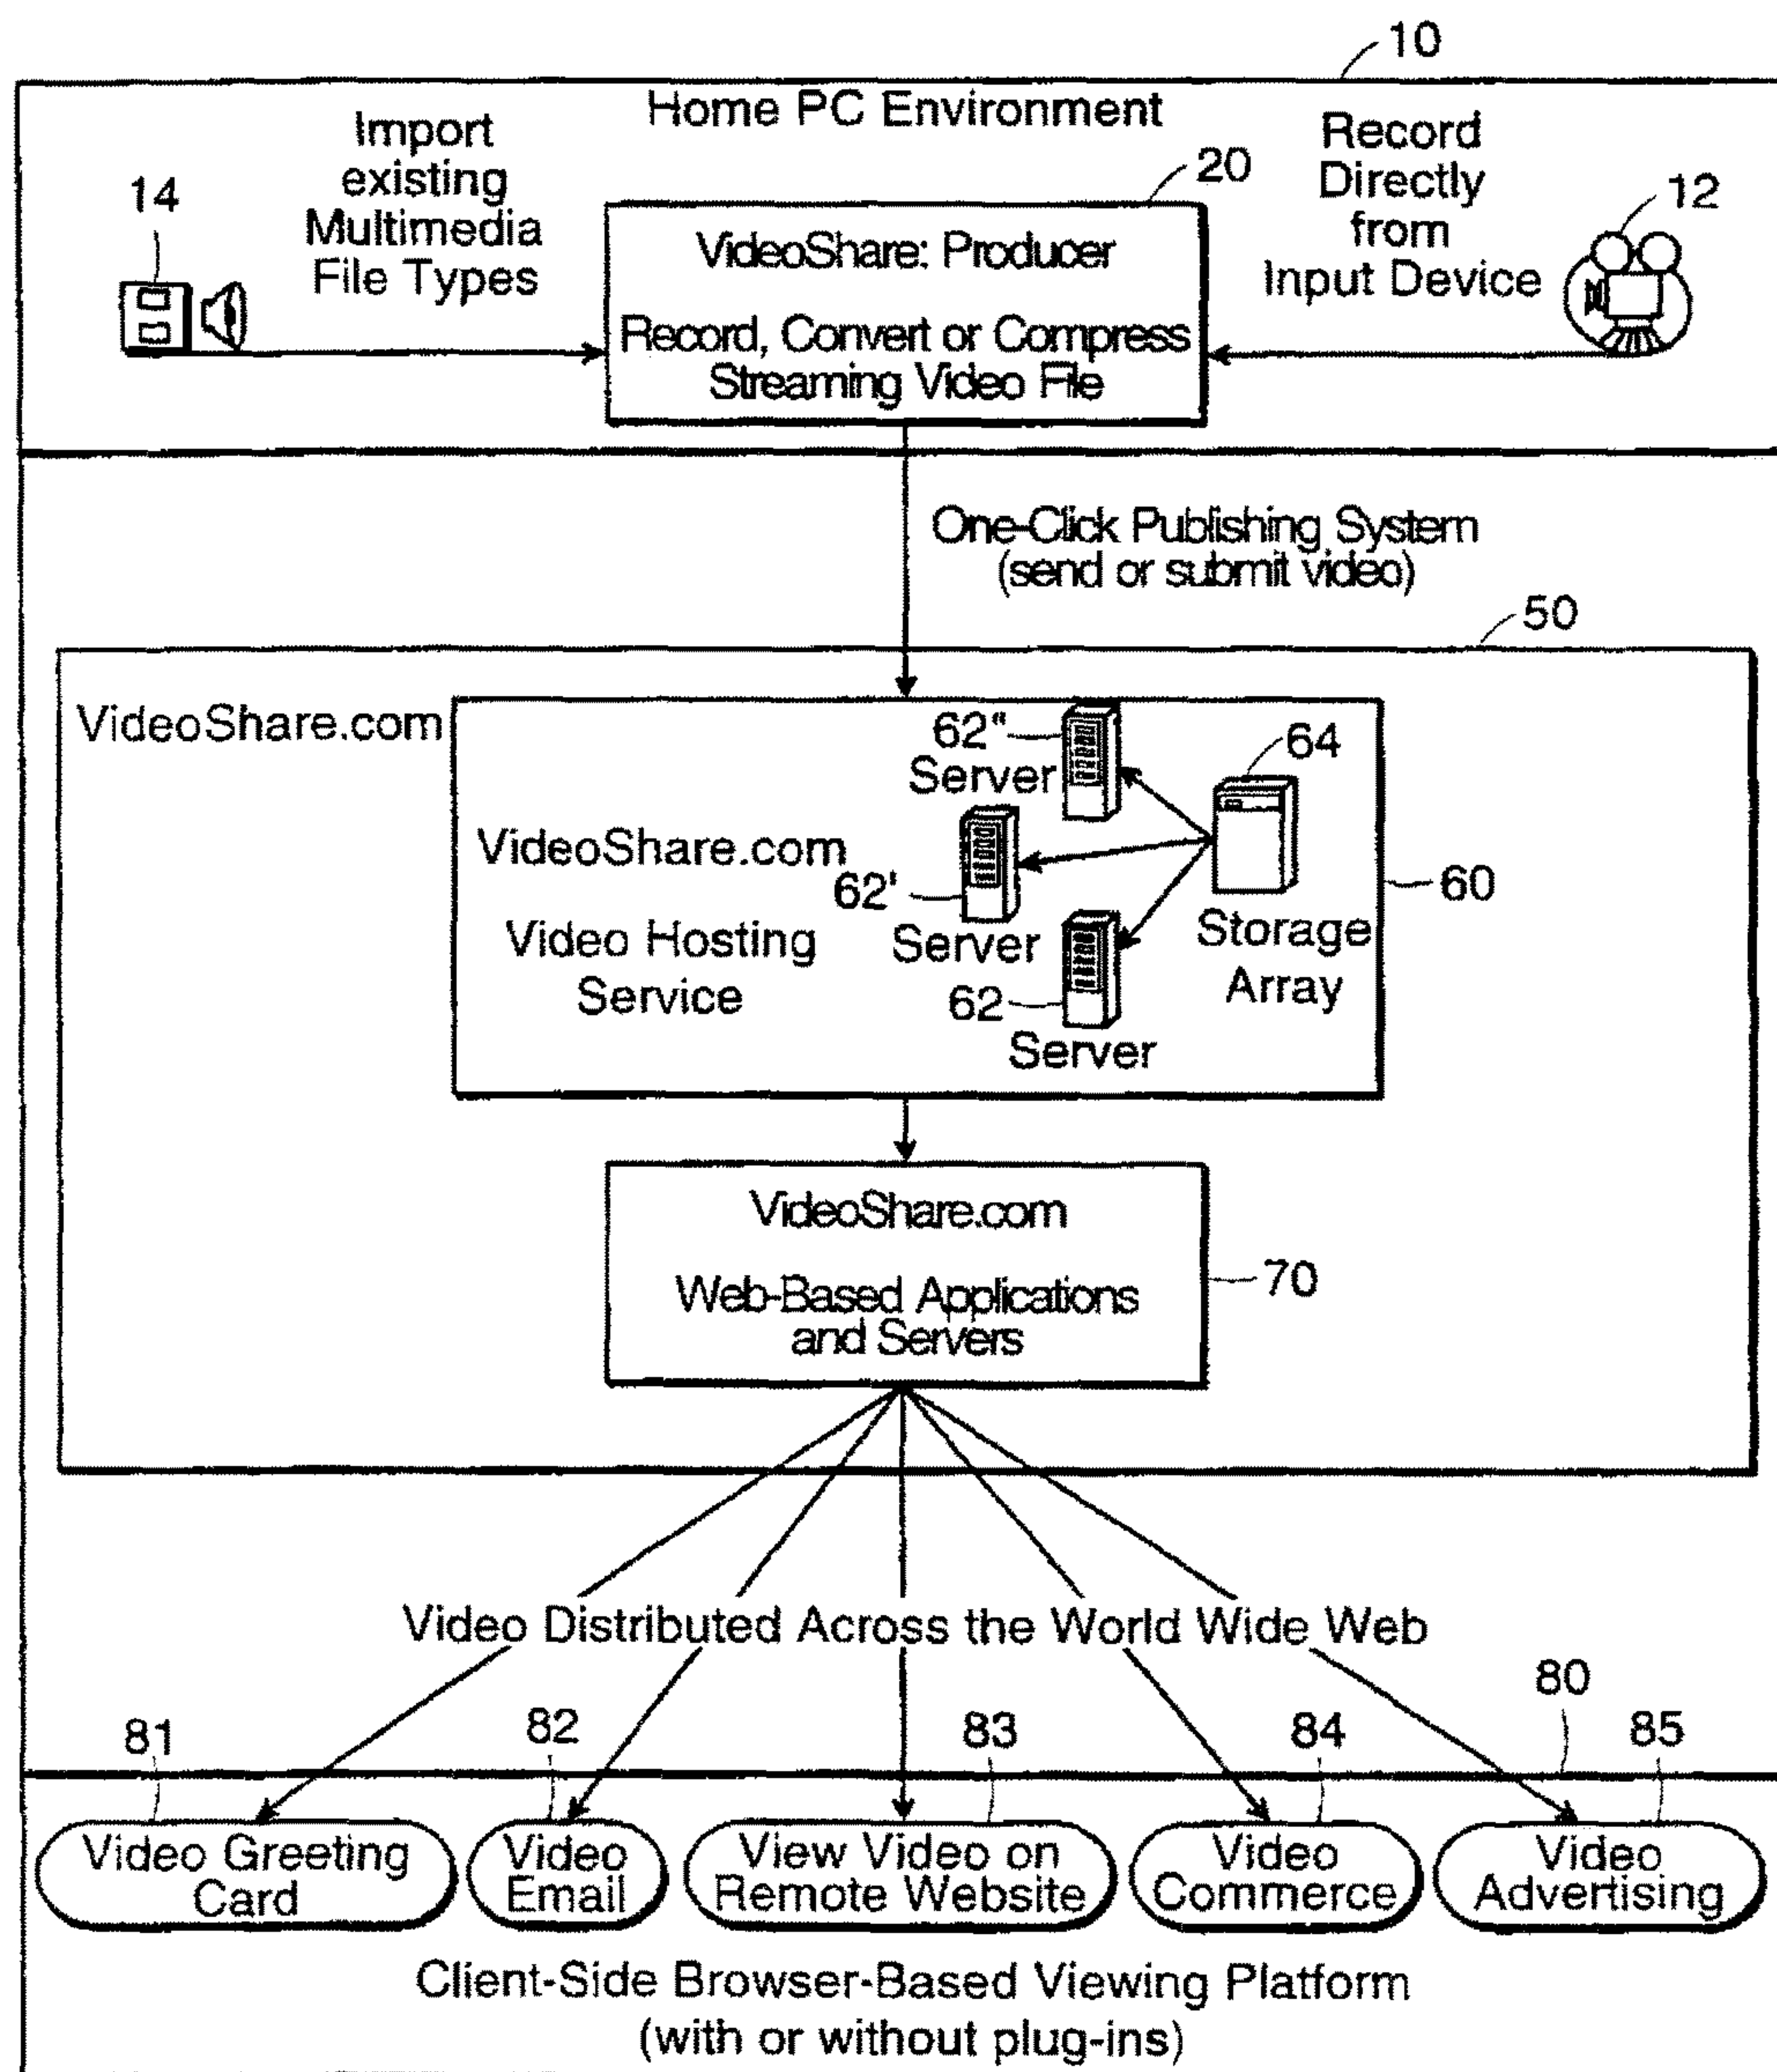 10
Home PC Environment
Import
existing
Multimedia
File Types
Record
Directly
from
Input Device
14
20
12
VideoShare: Producer
Record, Convert or Compress
Streaming Video File
One-Click Publishing System
(send or submit video)
50
VideoShare.com
62"
Server
64
VideoShare.com
62'
Server
60
Video Hosting
Service
Storage
Array
62
Server
VideoShare.com
70
Web-Based Applications
and Servers
Video Distributed Across the World Wide Web
81
82
83
84
80
85
Video Greeting
Card
Video
Email
View Video on
Remote Website
Video
Commerce
Video
Advertising
Client-Side Browser-Based Viewing Platform
(with or without plug-ins)